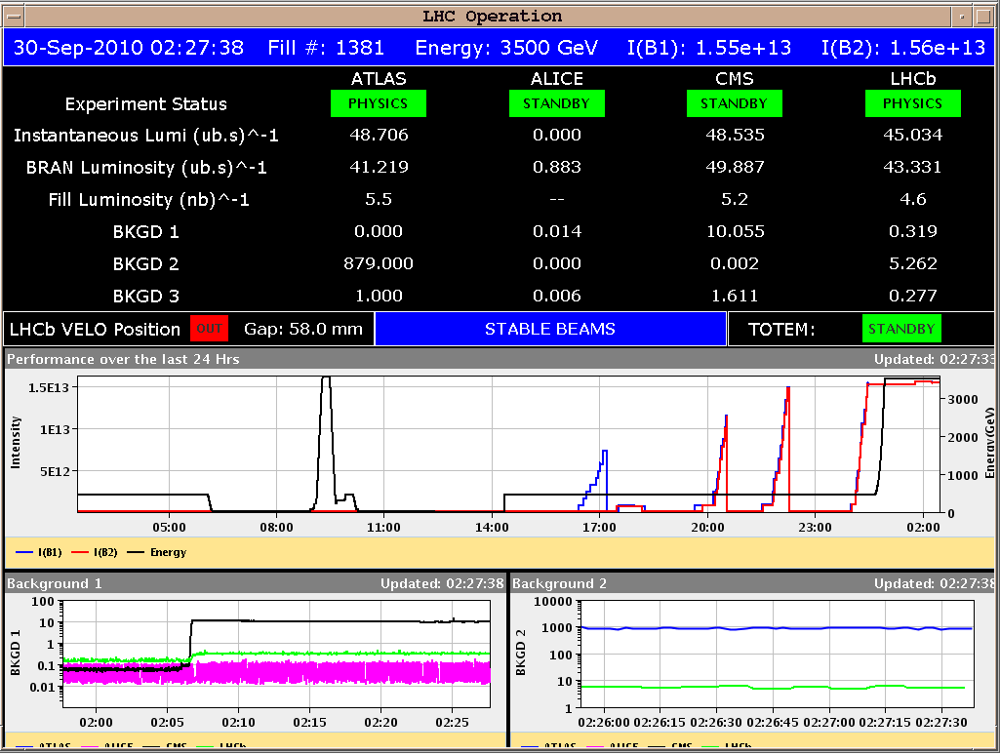 LHC Operation
30-Sep-2010 02:27:38 Fill #: 1381 Energy: 3500 GeV I(B1): 1.55e+13 I(B2): 1.56e+13
ATLAS ALICE CMS LHCb
Experiment Status PHYSICS STANDBY STANDBY PHYSICS
Instantaneous Lumi (ub.s)^-1 48.706 0.000 48.535 45.034
BRAN Luminosity (ub.s)^-1 41.219 0.883 49.887 43.331
Fill Luminosity (nb)^-1 5.5 -- 5.2 4.6
BKGD 1 0.000 0.014 10.055 0.319
BKGD 2 879.000 0.000 0.002 5.262
BKGD 3 1.000 0.006 1.611 0.277
LHCb VELO Position OUT Gap: 58.0 mm STABLE BEAMS TOTEM: STANDBY
Performance over the last 24 Hrs Updated: 02:27:33
Intensity
1.5E13
1E13
5E12
3000
2000
1000
0
Energy(GeV)
05:00 08:00 11:00 14:00 17:00 20:00 23:00 02:00
I(B1) I(B2) Energy
Background 1 Updated: 02:27:38
BKGD 1
100
10
1
0.1
0.01
02:00 02:05 02:10 02:15 02:20 02:25
ATLAS ALICE CMS LHCb
Background 2 Updated: 02:27:38
BKGD 2
10000
1000
100
10
1
02:26:00 02:26:15 02:26:30 02:26:45 02:27:00 02:27:15 02:27:30
ATLAS ALICE CMS LHCb